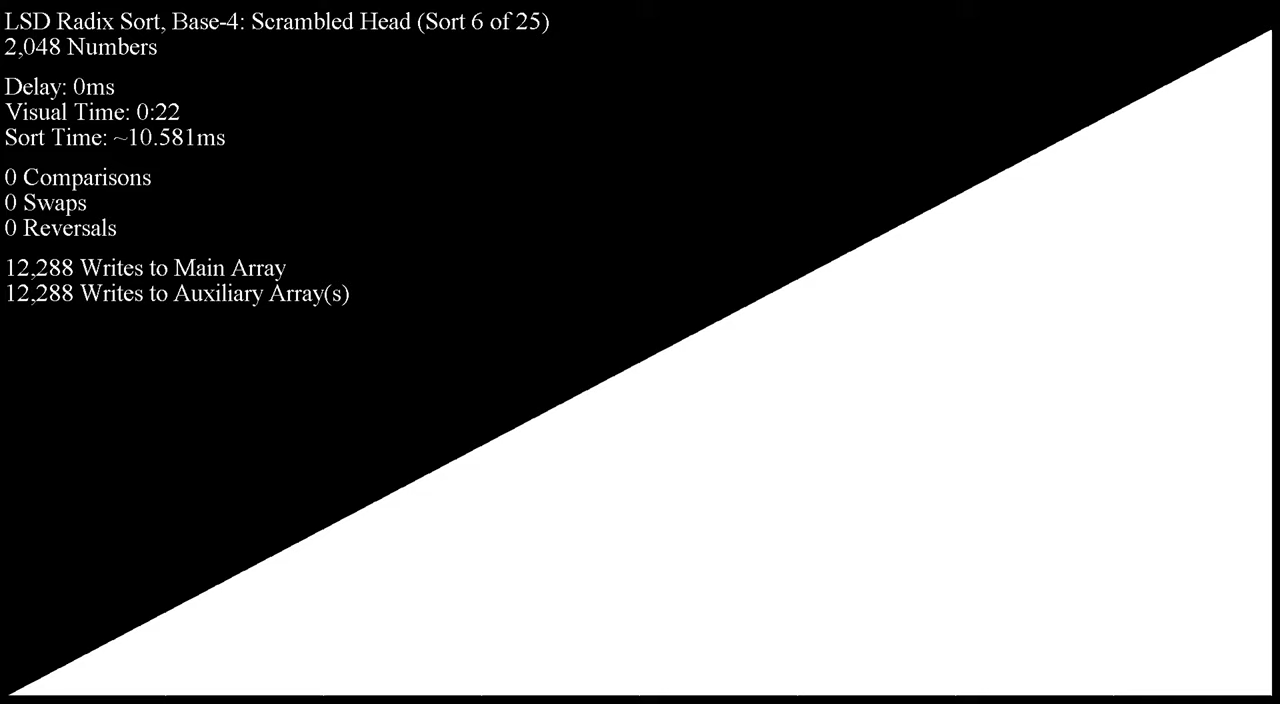 LSD Radix Sort, Base-4: Scrambled Head (Sort 6 of 25)
2,048 Numbers
Delay: 0ms
Visual Time: 0:22
Sort Time: ~10.581ms
0 Comparisons
0 Swaps
0 Reversals
12,288 Writes to Main Array
12,288 Writes to Auxiliary Array(s)